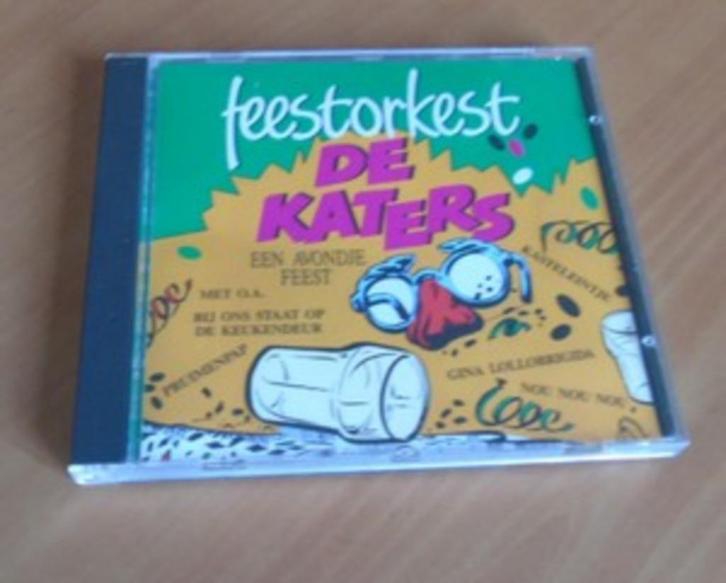 feestorkest
DE
KATERS
EEN AVONDJE
FEEST
KASTELEINTJE
MET O.A.
BIJ ONS STAAT OP
DE KEUKENDEUR
PRUIMENPAP
GINA LOLLOBRIGIDA
NOU NOU NOU